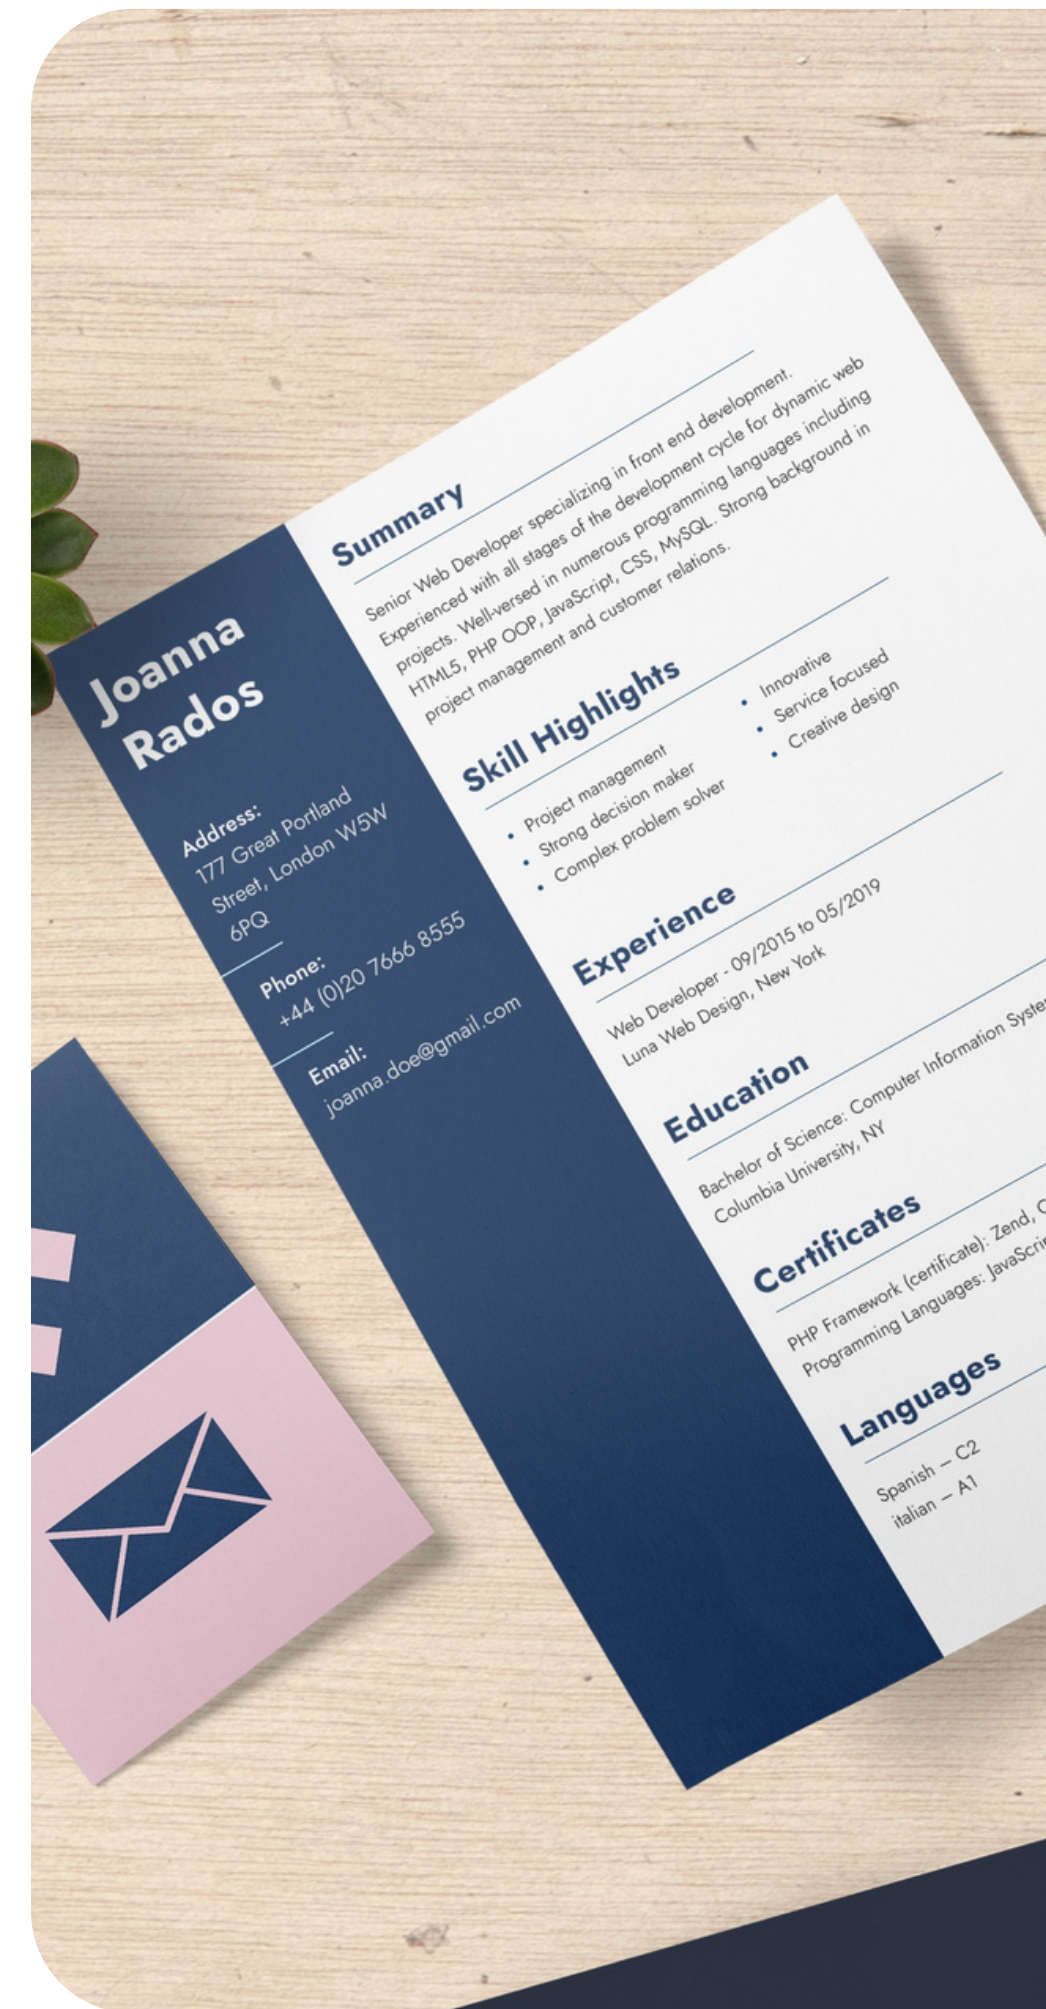 Joanna
Rados
Address:
177 Great Portland
Street, London W5W
6PQ
Phone:
+44 (0)20 7666 8555
Email:
joanna.doe@gmail.com
Summary
Senior Web Developer specializing in front end development.
Experienced with all stages of the development cycle for dynamic web
projects. Well-versed in numerous programming languages including
HTML5, PHP OOP, JavaScript, CSS, MySQL. Strong background in
project management and customer relations.
Skill Highlights
• Project management
• Strong decision maker
• Complex problem solver
• Innovative
• Service focused
• Creative design
Experience
Web Developer - 09/2015 to 05/2019
Luna Web Design, New York
Education
Bachelor of Science: Computer Information
Columbia University, NY
Certificates
PHP Framework (certificate): Zend,
Programming Languages:
Languages
Spanish – C2
italian – A1